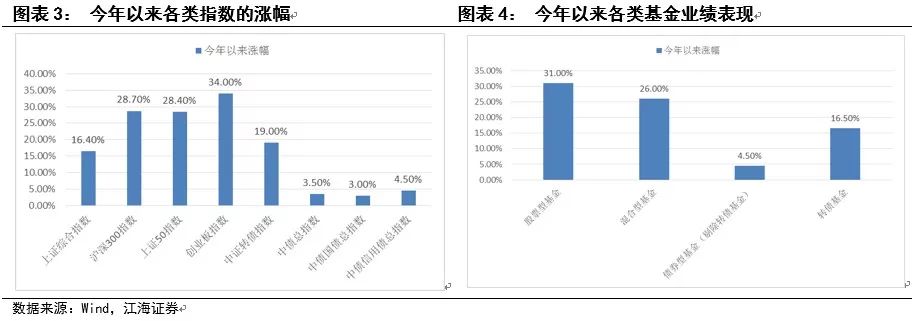 图表3： 今年以来各类指数的涨幅
今年以来涨幅
40.00%
35.00%
30.00%
25.00%
20.00%
15.00%
10.00%
5.00%
0.00%
16.40%
28.70%
28.40%
34.00%
19.00%
3.50%
3.00%
4.50%
上证综合指数
沪深300指数
上证50指数
创业板指数
中证转债指数
中债总指数
中债国债总指数
中债信用债总指数
图表4： 今年以来各类基金业绩表现
今年以来涨幅
35.00%
30.00%
25.00%
20.00%
15.00%
10.00%
5.00%
0.00%
31.00%
26.00%
4.50%
16.50%
股票型基金
混合型基金
债券型基金（剔除转债基金）
转债基金
数据来源：Wind，江海证券